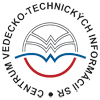 CENTRUM VEDECKO-TECHNICKÝCH INFORMÁCIÍ SR